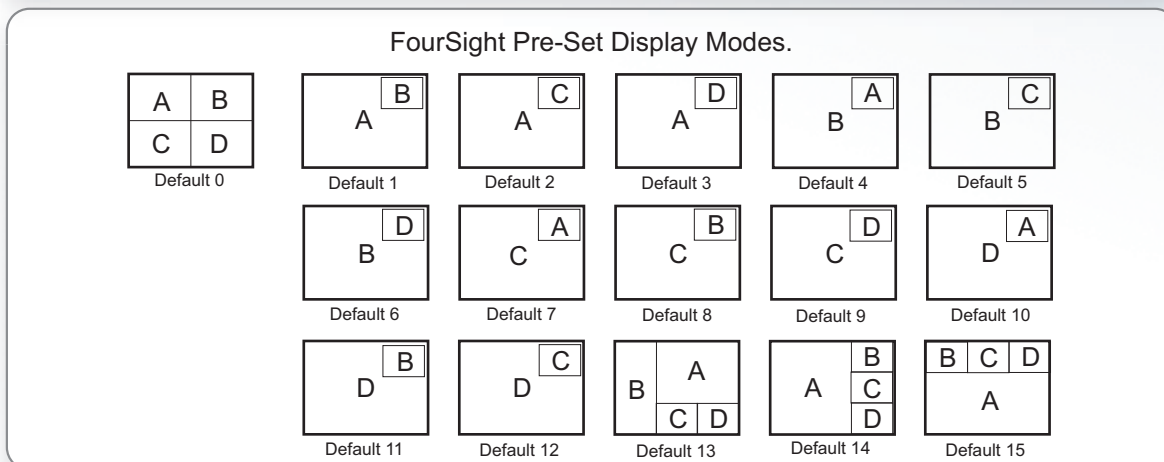 FourSight Pre-Set Display Modes.
A B
C D
Default 0
B
A
Default 1
C
A
Default 2
D
A
Default 3
A
B
Default 4
C
B
Default 5
D
B
Default 6
A
C
Default 7
B
C
Default 8
D
C
Default 9
A
D
Default 10
B
D
Default 11
C
D
Default 12
A
B
C D
Default 13
B
A C
D
Default 14
B C D
A
Default 15